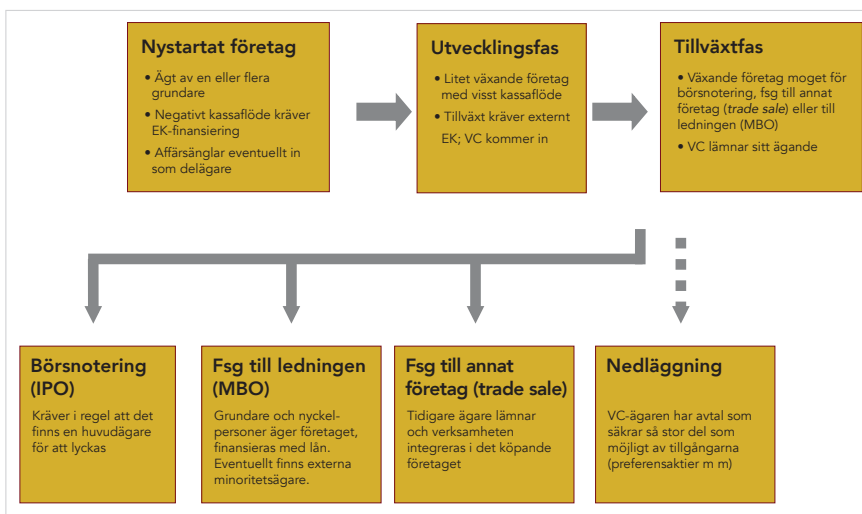 Nystartat företag
• Ägt av en eller flera
grundare
• Negativt kassaflöde kräver
EK-finansiering
• Affärsänglar eventuellt in
som delägare
Utvecklingsfas
• Litet växande företag
med visst kassaflöde
• Tillväxt kräver externt
EK; VC kommer in
Tillväxtfas
• Växande företag moget för
börsnotering, fsg till annat
företag (trade sale) eller till
ledningen (MBO)
• VC lämnar sitt ägande
Börsnotering
(IPO)
Kräver i regel att det
finns en huvudägare
för att lyckas
Fsg till ledningen
(MBO)
Grundare och nyckel-
personer äger företaget,
finansieras med lån.
Eventuellt finns externa
minoritetsägare.
Fsg till annat
företag (trade sale)
Tidigare ägare lämnar
och verksamheten
integreras i det köpande
företaget
Nedläggning
VC-ägaren har avtal som
säkrar så stor del som
möjligt av tillgångarna
(preferensaktier m m)